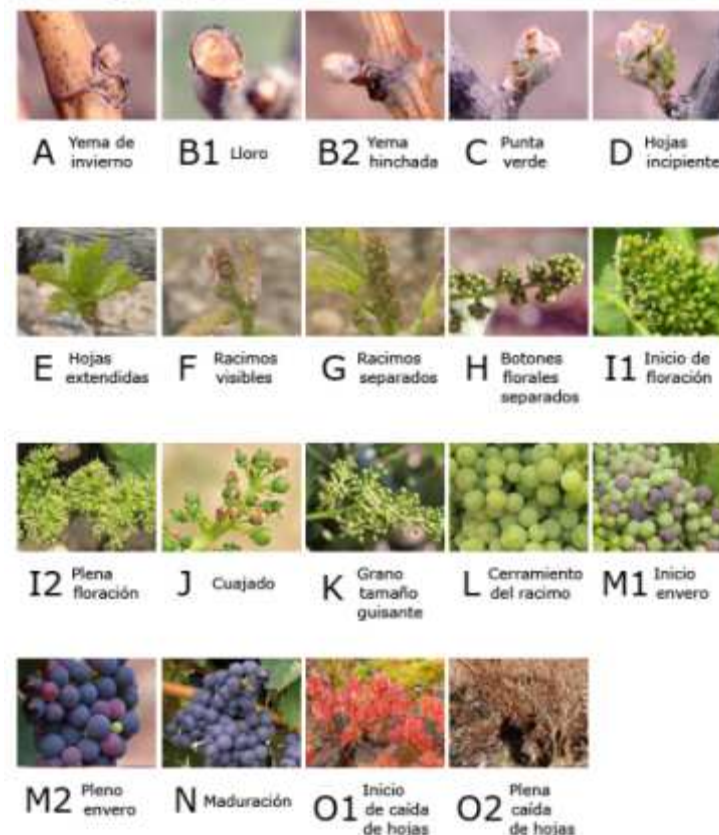 A Yema de
invierno
B1 Lloro
B2 Yema
hinchada
C Punta
verde
D Hojas
incipiente
E Hojas
extendidas
F Racimos
visibles
G Racimos
separados
H Botones
florales
separados
I1 Inicio de
floración
I2 Plena
floración
J Cuajado
K Grano
tamaño
guisante
L Cerramiento
del racimo
M1 Inicio
envero
M2 Pleno
envero
N Maduración
O1 Inicio
de caída
de hojas
O2 Plena
caída
de hojas